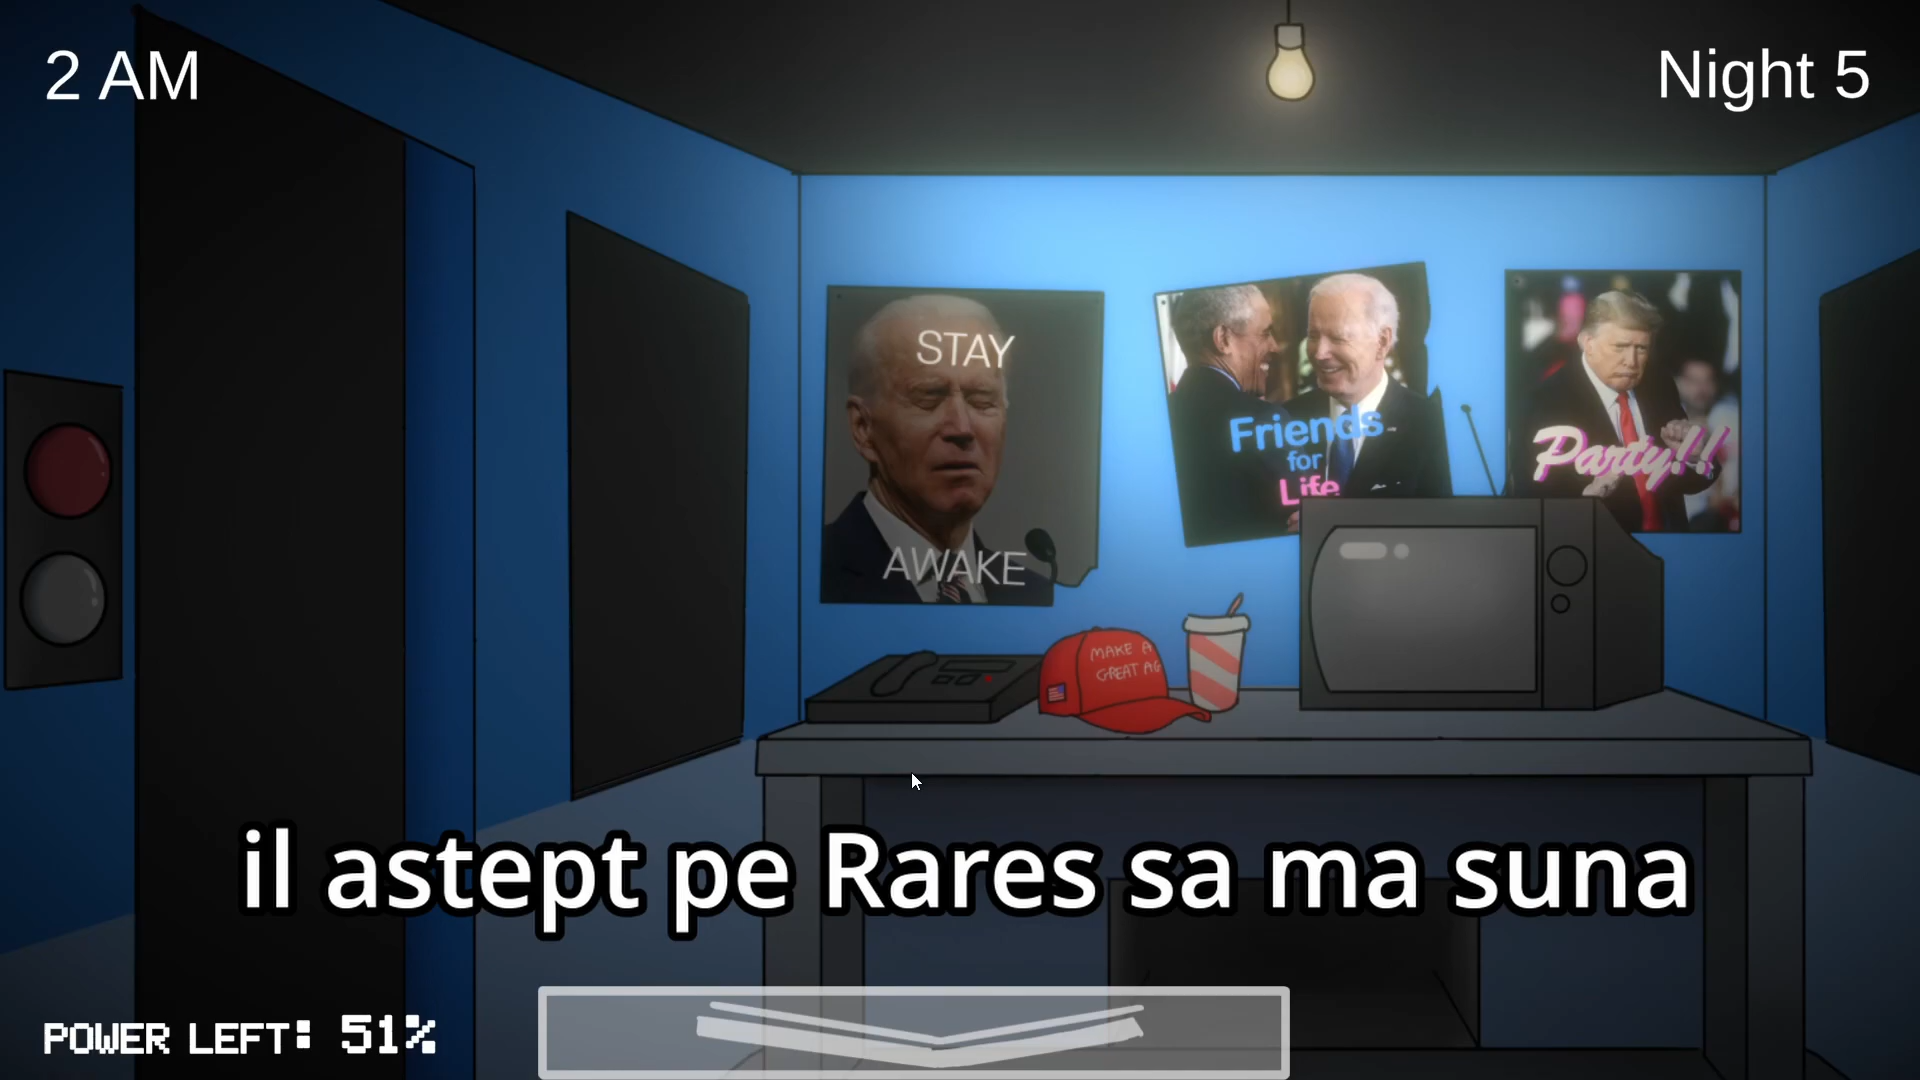 2 AM
Night 5
STAY
AWAKE
Friends
for
Life
Party!!
MAKE A
GREAT AG
il astept pe Rares sa ma suna
POWER LEFT: 51%